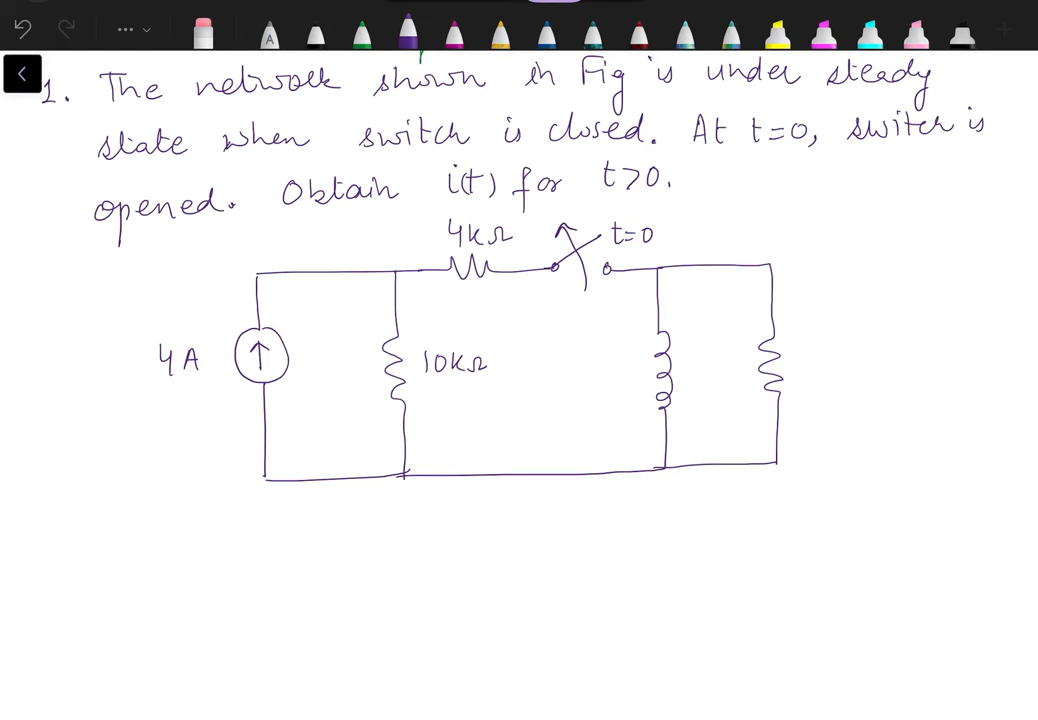 1. The network shown in Fig is under steady
state when switch is closed. At t=0, switch is
opened. Obtain i(t) for t>0.
4KΩ t=0
4A 10KΩ
A